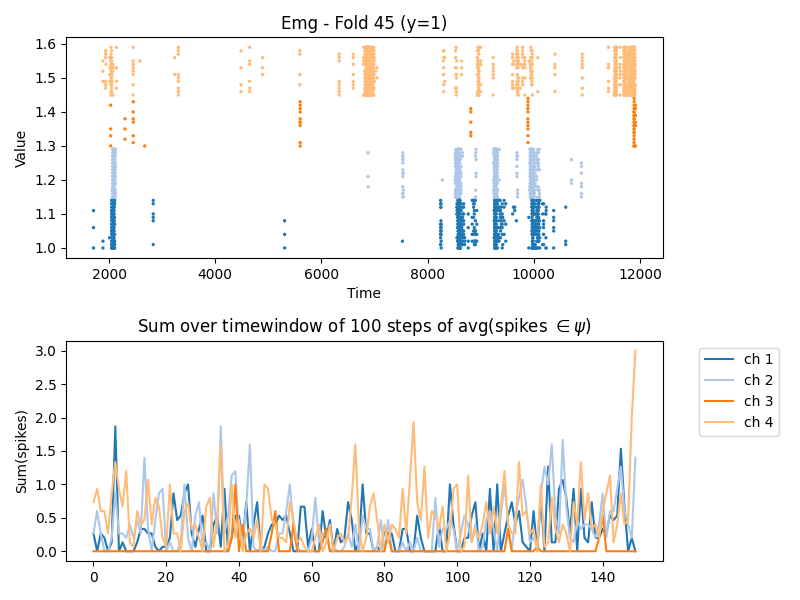 Emg - Fold 45 (y=1)
1.6
1.5
1.4
1.3
1.2
1.1
1.0
Value
2000 4000 6000 8000 10000 12000
Time
Sum over timewindow of 100 steps of avg(spikes ∈ ψ)
3.0
2.5
2.0
1.5
1.0
0.5
0.0
Sum(spikes)
0 20 40 60 80 100 120 140
ch 1
ch 2
ch 3
ch 4